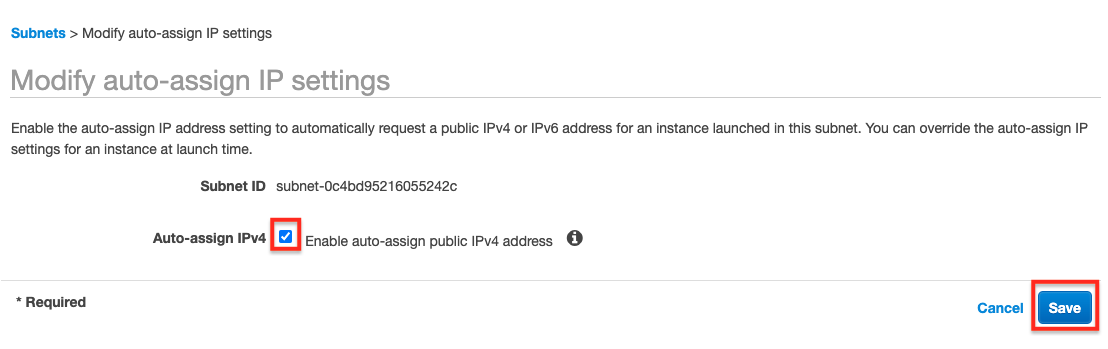 Subnets > Modify auto-assign IP settings
Modify auto-assign IP settings
Enable the auto-assign IP address setting to automatically request a public IPv4 or IPv6 address for an instance launched in this subnet. You can override the auto-assign IP
settings for an instance at launch time.
Subnet ID subnet-0c4bd95216055242c
Auto-assign IPv4 Enable auto-assign public IPv4 address
* Required
Cancel Save